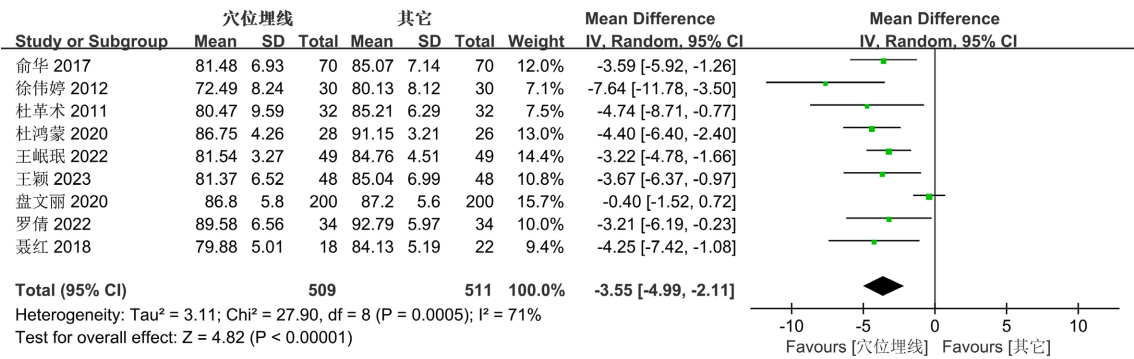 穴位埋线 其它 Mean Difference Mean Difference
Study or Subgroup Mean SD Total Mean SD Total Weight IV, Random, 95% CI IV, Random, 95% CI
俞华 2017 81.48 6.93 70 85.07 7.14 70 12.0% -3.59 [-5.92, -1.26]
徐伟婷 2012 72.49 8.24 30 80.13 8.12 30 7.1% -7.64 [-11.78, -3.50]
杜革术 2011 80.47 9.59 32 85.21 6.29 32 7.5% -4.74 [-8.71, -0.77]
杜鸿蒙 2020 86.75 4.26 28 91.15 3.21 26 13.0% -4.40 [-6.40, -2.40]
王岷珉 2022 81.54 3.27 49 84.76 4.51 49 14.4% -3.22 [-4.78, -1.66]
王颖 2023 81.37 6.52 48 85.04 6.99 48 10.8% -3.67 [-6.37, -0.97]
盘文丽 2020 86.8 5.8 200 87.2 5.6 200 15.7% -0.40 [-1.52, 0.72]
罗倩 2022 89.58 6.56 34 92.79 5.97 34 10.0% -3.21 [-6.19, -0.23]
聂红 2018 79.88 5.01 18 84.13 5.19 22 9.4% -4.25 [-7.42, -1.08]
Total (95% CI) 509 511 100.0% -3.55 [-4.99, -2.11]
Heterogeneity: Tau² = 3.11; Chi² = 27.90, df = 8 (P = 0.0005); I² = 71%
Test for overall effect: Z = 4.82 (P < 0.00001)
-10 -5 0 5 10
Favours [穴位埋线] Favours [其它]